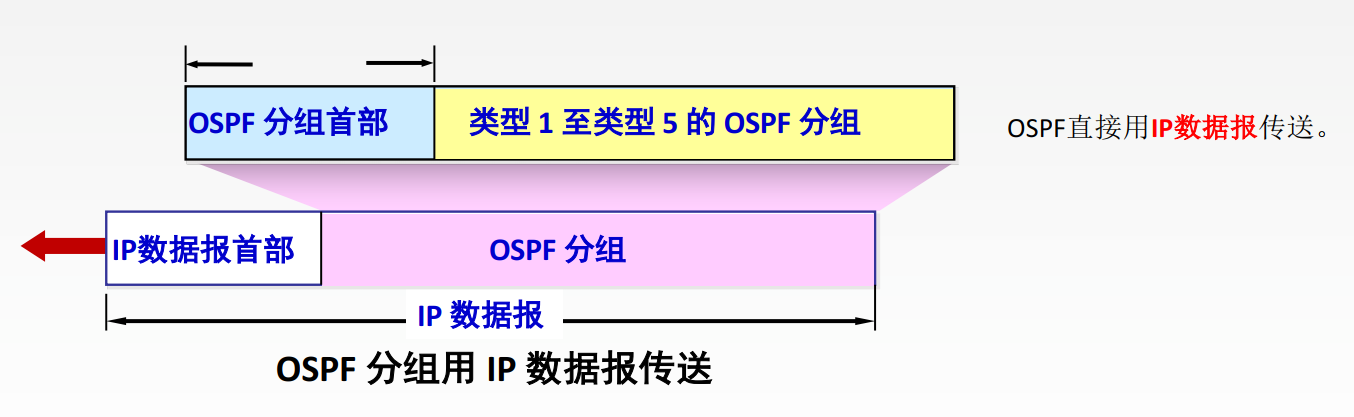 OSPF 分组首部
类型 1 至类型 5 的 OSPF 分组
OSPF直接用IP数据报传送。
IP数据报首部
OSPF 分组
IP 数据报
OSPF 分组用 IP 数据报传送